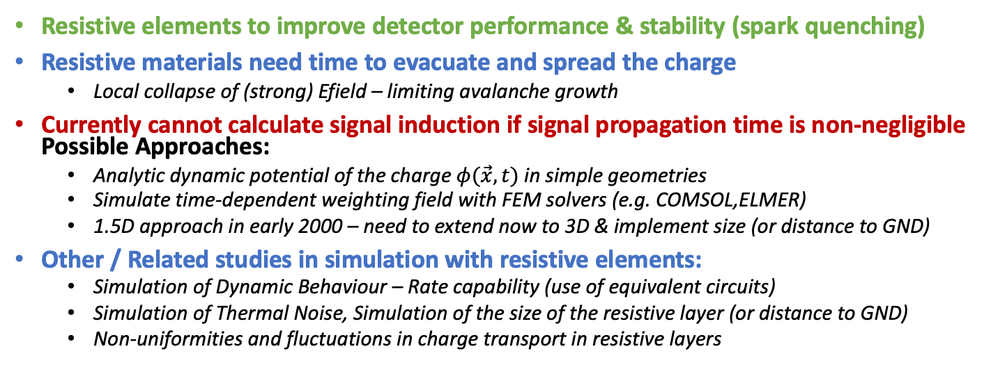 • Resistive elements to improve detector performance & stability (spark quenching)
• Resistive materials need time to evacuate and spread the charge
• Local collapse of (strong) Efield – limiting avalanche growth
• Currently cannot calculate signal induction if signal propagation time is non-negligible
Possible Approaches:
• Analytic dynamic potential of the charge ϕ(x⃗, t) in simple geometries
• Simulate time-dependent weighting field with FEM solvers (e.g. COMSOL,ELMER)
• 1.5D approach in early 2000 – need to extend now to 3D & implement size (or distance to GND)
• Other / Related studies in simulation with resistive elements:
• Simulation of Dynamic Behaviour – Rate capability (use of equivalent circuits)
• Simulation of Thermal Noise, Simulation of the size of the resistive layer (or distance to GND)
• Non-uniformities and fluctuations in charge transport in resistive layers